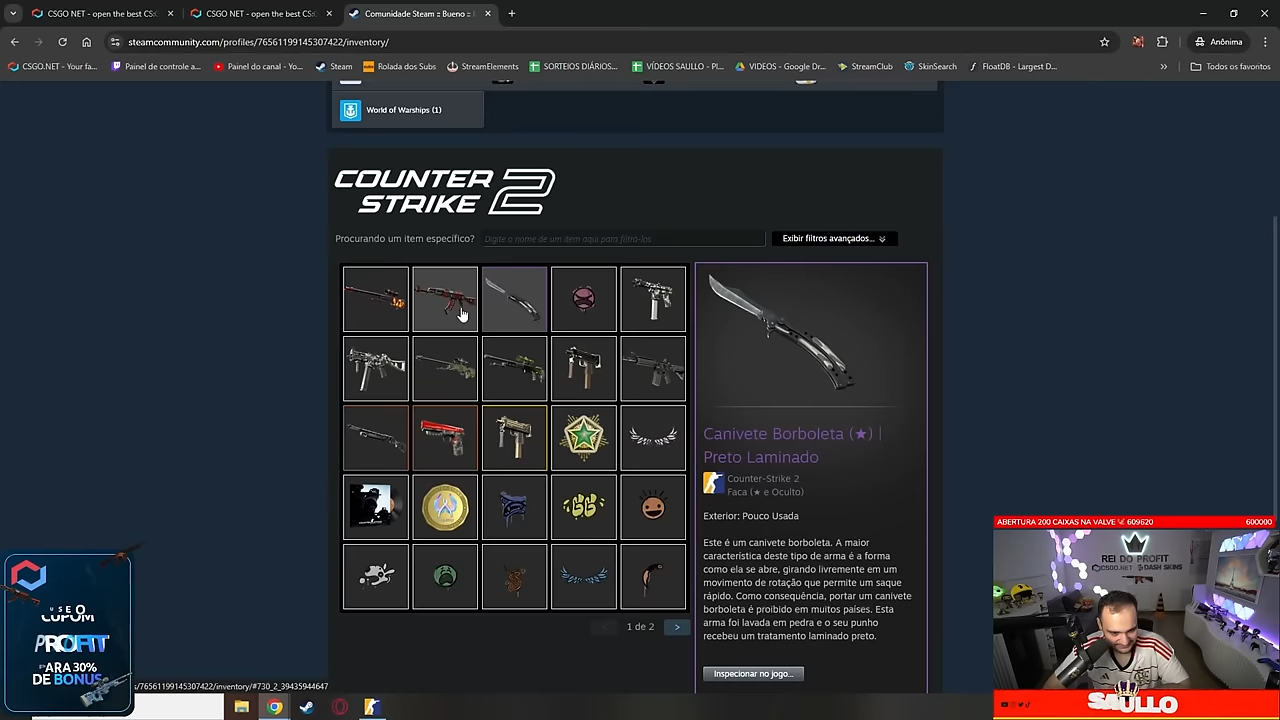 CSGO NET - open the best CS:G
CSGO NET - open the best CS:G
Comunidade Steam :: Bueno ::
steamcommunity.com/profiles/76561199145307422/inventory/
Anônima
CSGO.NET - Your fa...
Painel de controle a...
Painel do canal - Yo...
Steam
Rolada dos Subs
StreamElements
SORTEIOS DIÁRIOS...
VÍDEOS SAULLO - PL...
VIDEOS - Google Dr...
StreamClub
SkinSearch
FloatDB - Largest D...
Todos os favoritos
World of Warships (1)
COUNTER
STRIKE 2
Procurando um item específico?
Digite o nome de um item aqui para filtrá-los
Exibir filtros avançados...
Canivete Borboleta (★) |
Preto Laminado
Counter-Strike 2
Faca (★ e Oculto)
Exterior: Pouco Usada
Este é um canivete borboleta. A maior
característica deste tipo de arma é a forma
como ela se abre, girando livremente em um
movimento de rotação que permite um saque
rápido. Como consequência, portar um canivete
borboleta é proibido em muitos países. Esta
arma foi lavada em pedra e o seu punho
recebeu um tratamento laminado preto.
1 de 2
Inspecionar no jogo...
s/76561199145307422/inventory/#730_2_39435944647
USE O
CUPOM
PROFIT
PARA 30%
DE BONUS
ABERTURA 200 CAIXAS NA VALVE
609620
600000
REI DO PROFIT
CSGO.NET
DASH SKINS
SAULLO